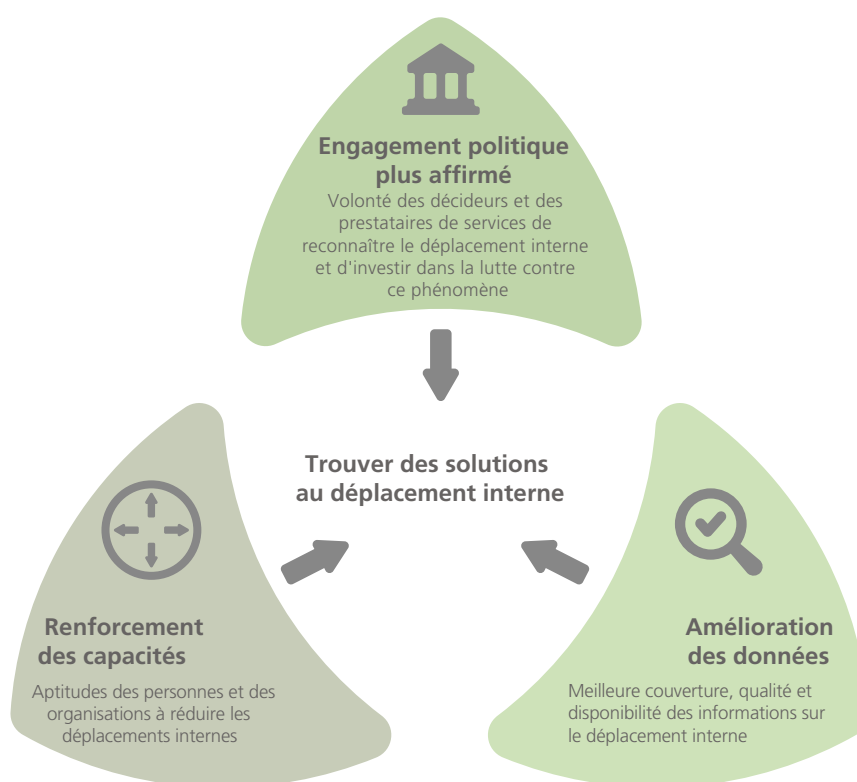 Engagement politique
plus affirmé
Volonté des décideurs et des
prestataires de services de
reconnaître le déplacement interne
et d'investir dans la lutte contre
ce phénomène
Trouver des solutions
au déplacement interne
Renforcement
des capacités
Aptitudes des personnes et des
organisations à réduire les
déplacements internes
Amélioration
des données
Meilleure couverture, qualité et
disponibilité des informations sur
le déplacement interne